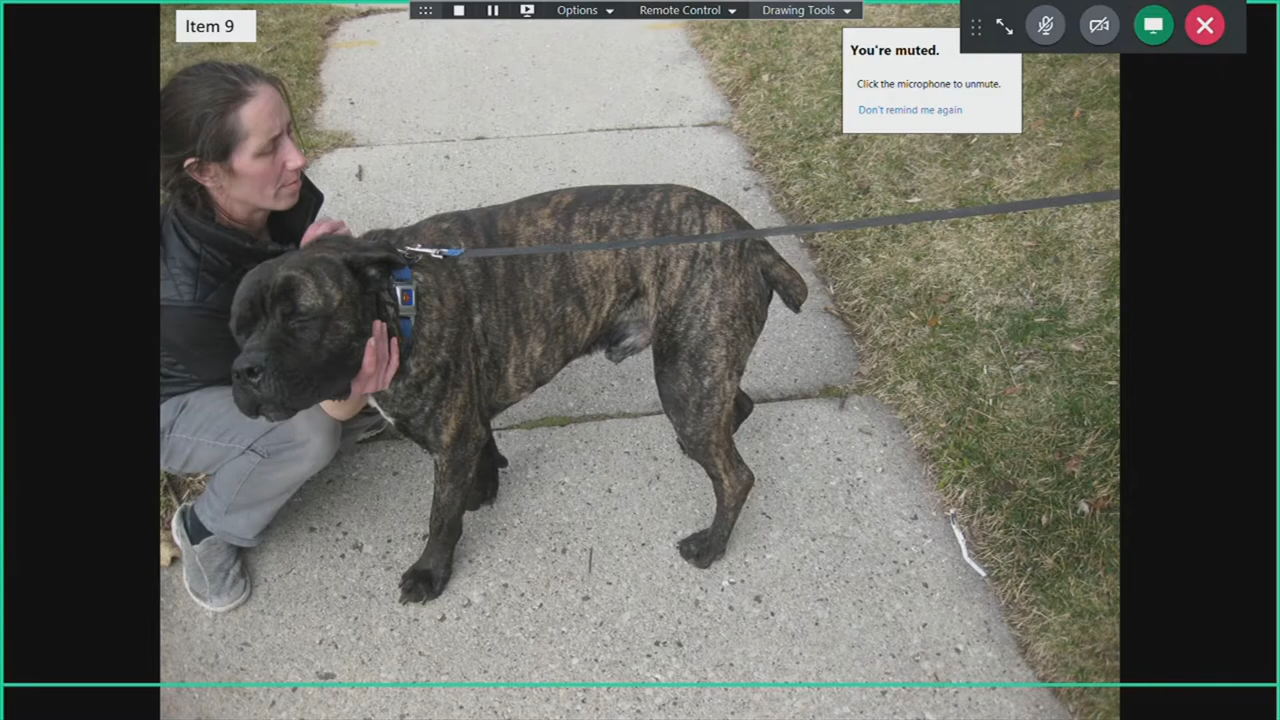 Item 9
Options
Remote Control
Drawing Tools
You're muted.
Click the microphone to unmute.
Don't remind me again